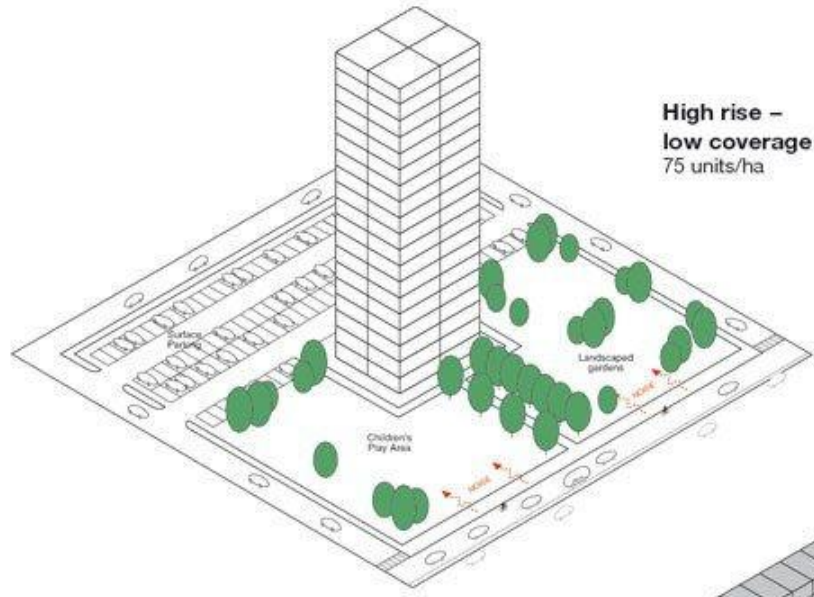 High rise –
low coverage
75 units/ha
Surface
Parking
Landscaped
gardens
NOISE
Children's
Play Area
NOISE